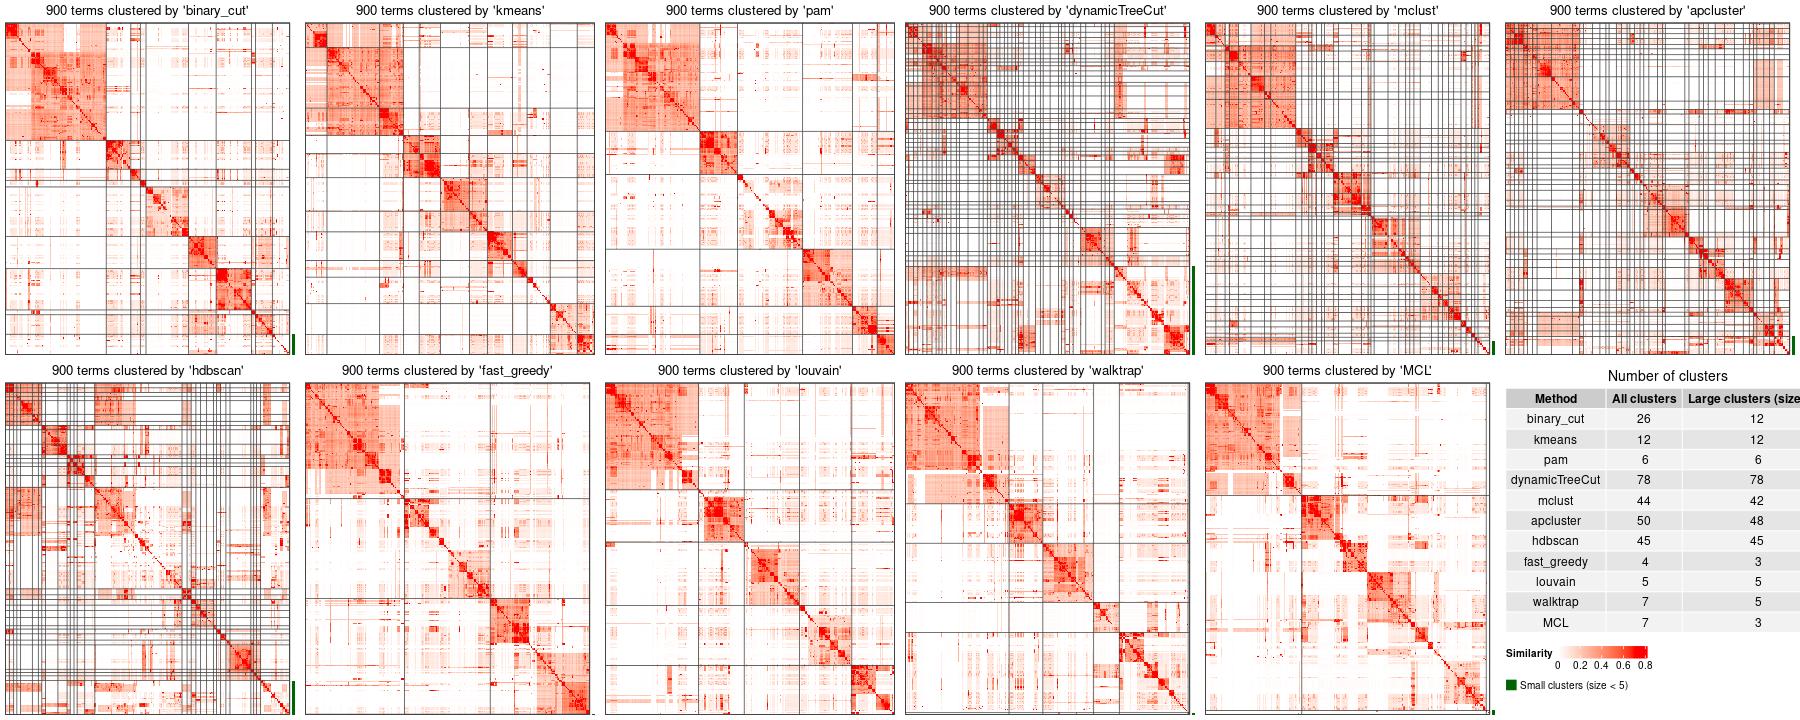 900 terms clustered by 'binary_cut'
900 terms clustered by 'kmeans'
900 terms clustered by 'pam'
900 terms clustered by 'dynamicTreeCut'
900 terms clustered by 'mclust'
900 terms clustered by 'apcluster'
900 terms clustered by 'hdbscan'
900 terms clustered by 'fast_greedy'
900 terms clustered by 'louvain'
900 terms clustered by 'walktrap'
900 terms clustered by 'MCL'
Number of clusters
Method All clusters Large clusters (size
binary_cut 26 12
kmeans 12 12
pam 6 6
dynamicTreeCut 78 78
mclust 44 42
apcluster 50 48
hdbscan 45 45
fast_greedy 4 3
louvain 5 5
walktrap 7 5
MCL 7 3
Similarity
0 0.2 0.4 0.6 0.8
Small clusters (size < 5)